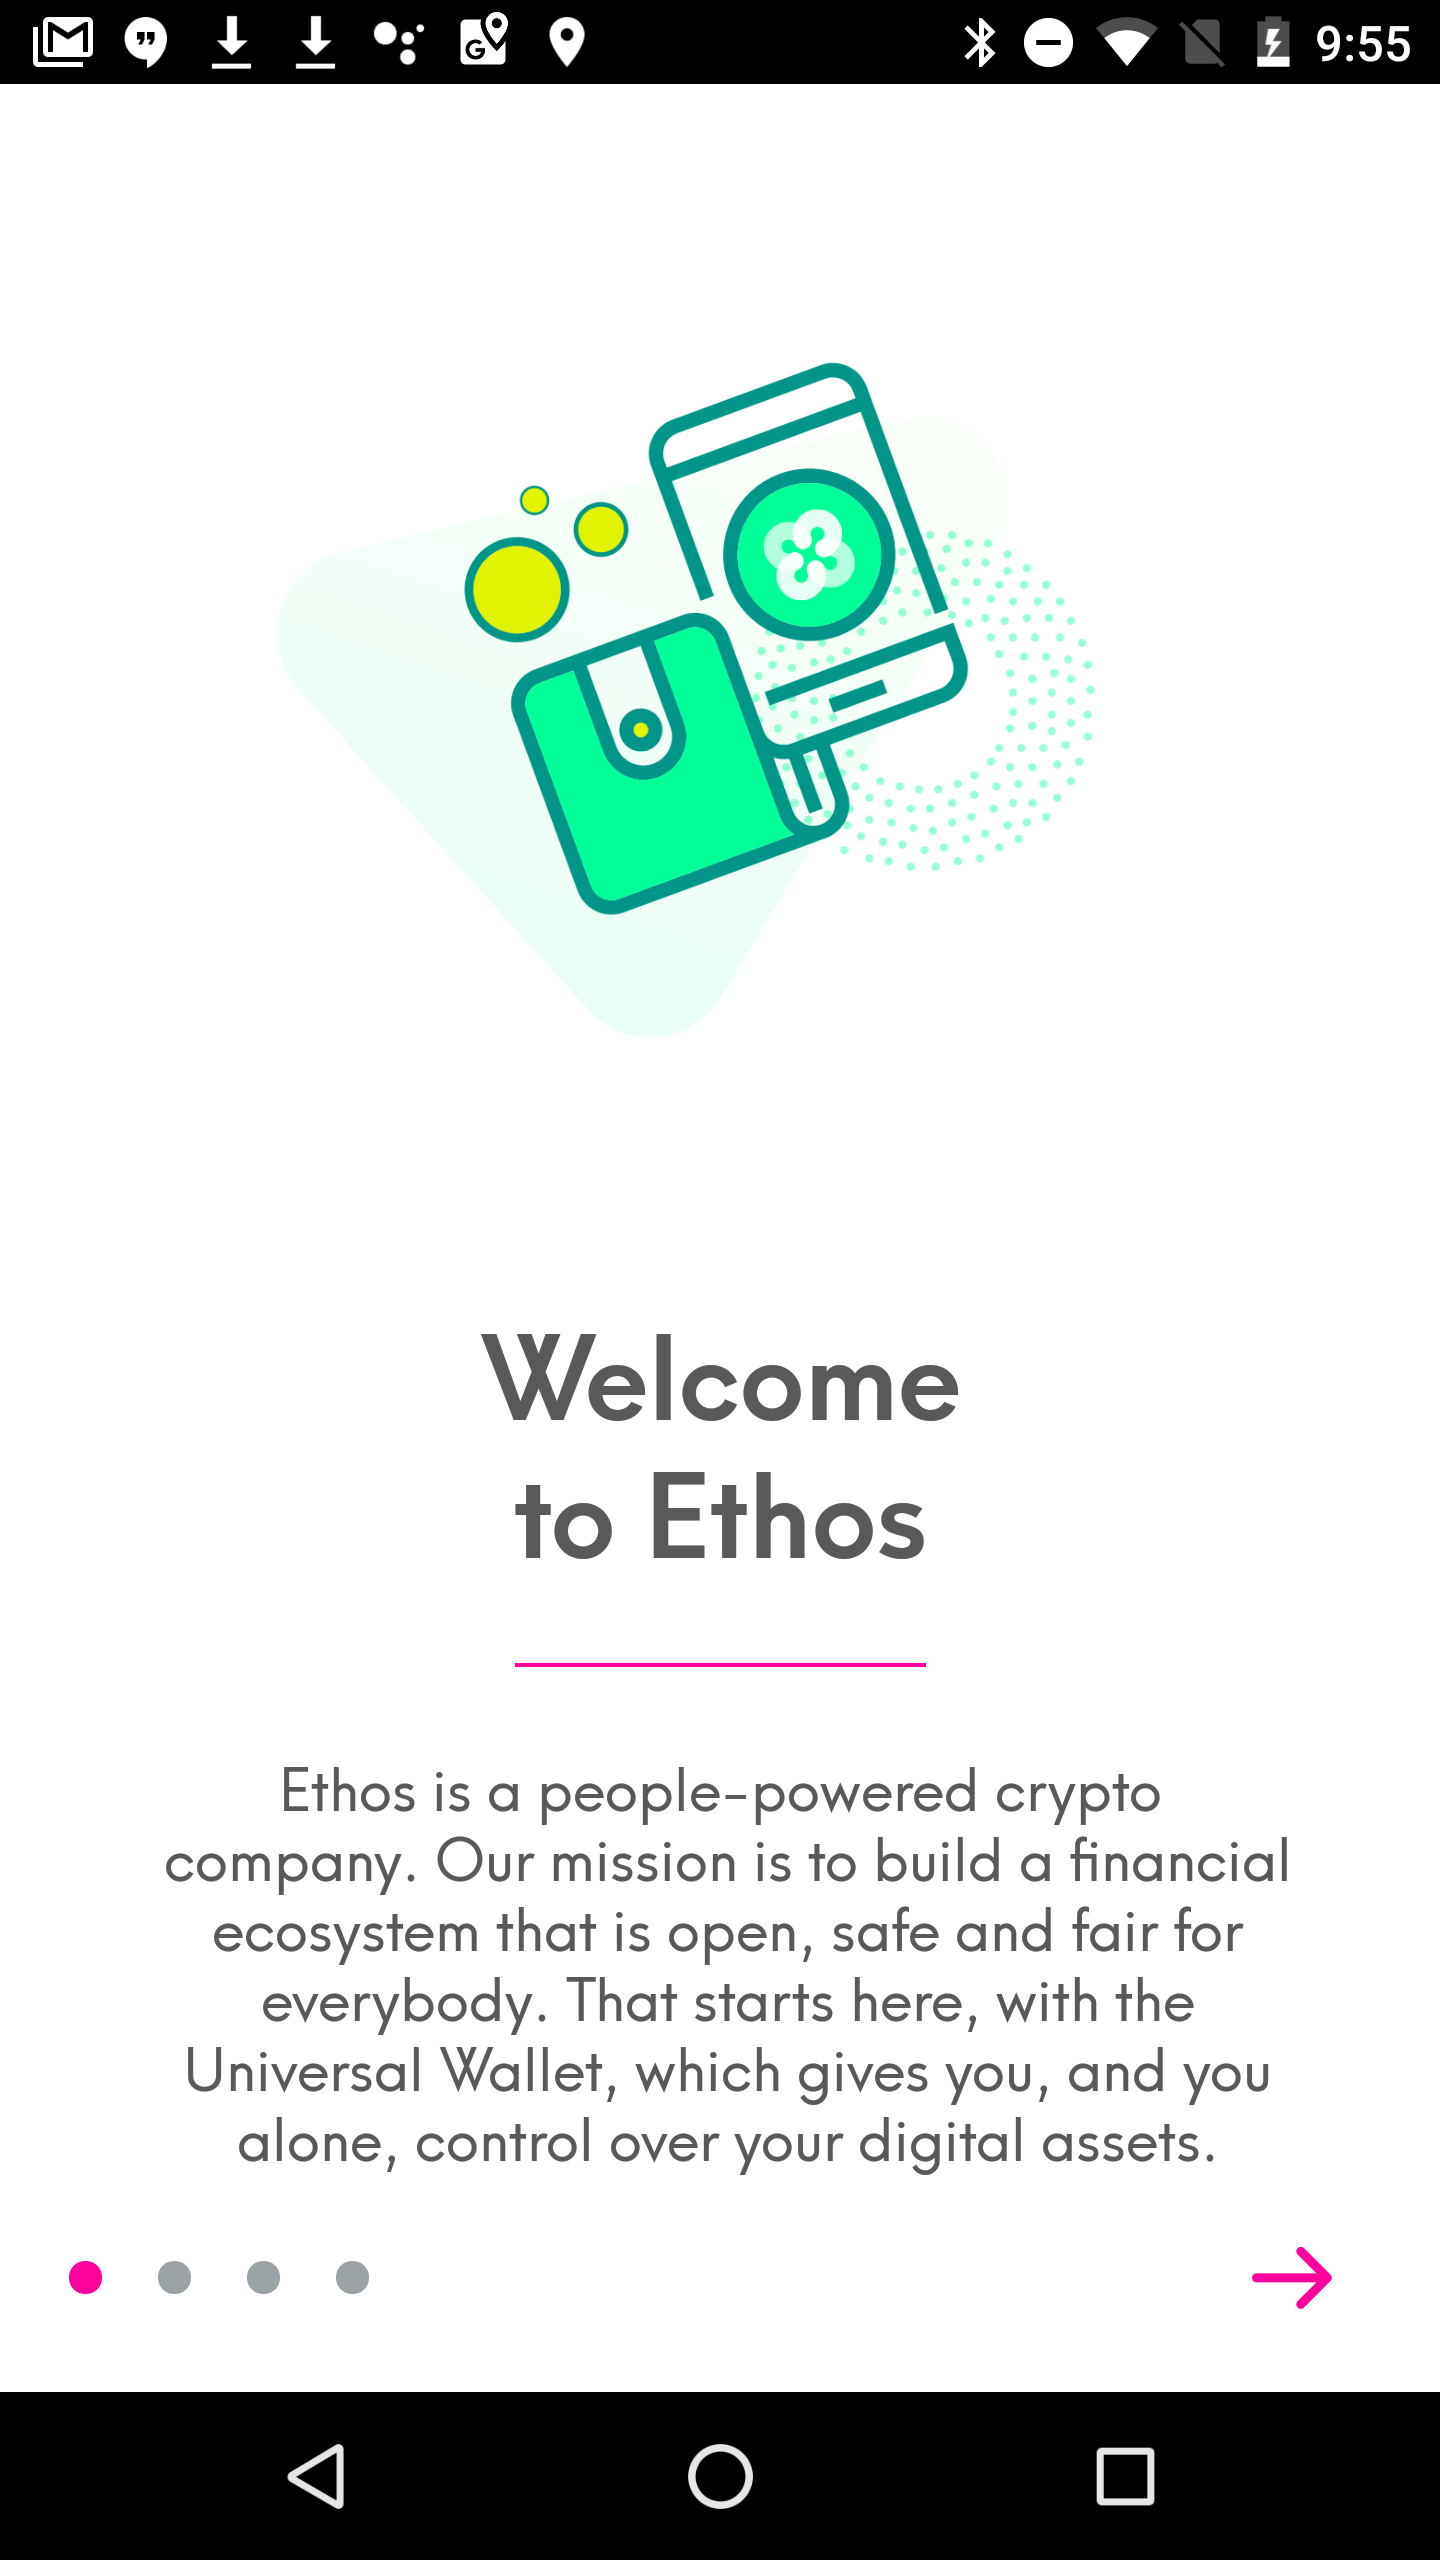 9:55
Welcome
to Ethos
Ethos is a people-powered crypto
company. Our mission is to build a financial
ecosystem that is open, safe and fair for
everybody. That starts here, with the
Universal Wallet, which gives you, and you
alone, control over your digital assets.